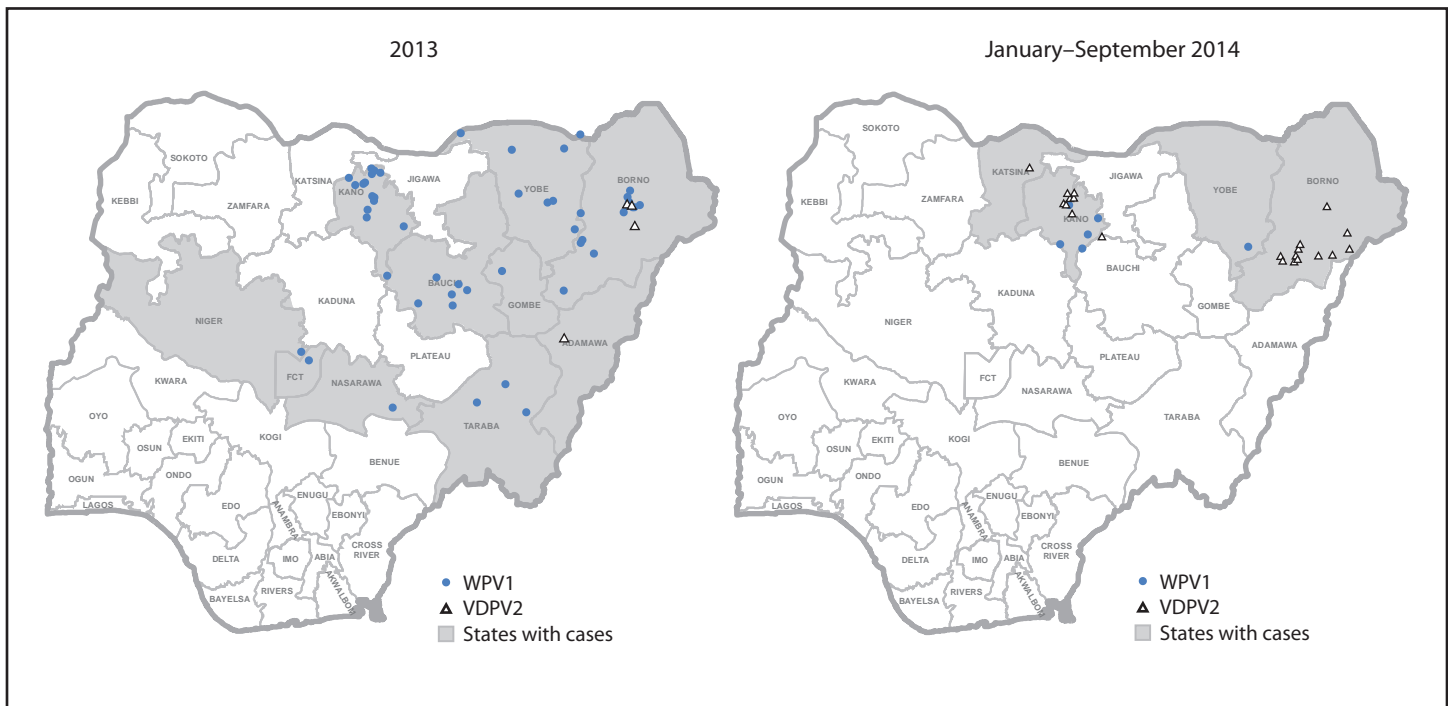 2013
SOKOTO
KATSINA
JIGAWA
KEBBI
ZAMFARA
KANO
YOBE
BORNO
KADUNA
BAUCHI
GOMBE
NIGER
ADAMAWA
PLATEAU
FCT
NASARAWA
KWARA
OYO
TARABA
KOGI
OSUN
EKITI
BENUE
OGUN
ONDO
LAGOS
EDO
ENUGU
ANAMBRA
EBONYI
CROSS
RIVER
DELTA
IMO
ABIA
BAYELSA
RIVERS
AKWAIBOM
WPV1
VDPV2
States with cases
January–September 2014
SOKOTO
KATSINA
JIGAWA
KEBBI
ZAMFARA
KANO
YOBE
BORNO
BAUCHI
KADUNA
GOMBE
NIGER
ADAMAWA
PLATEAU
FCT
NASARAWA
KWARA
OYO
TARABA
KOGI
OSUN
EKITI
BENUE
OGUN
ONDO
LAGOS
EDO
ENUGU
ANAMBRA
EBONYI
CROSS
RIVER
DELTA
IMO
ABIA
BAYELSA
RIVERS
AKWAIBOM
WPV1
VDPV2
States with cases